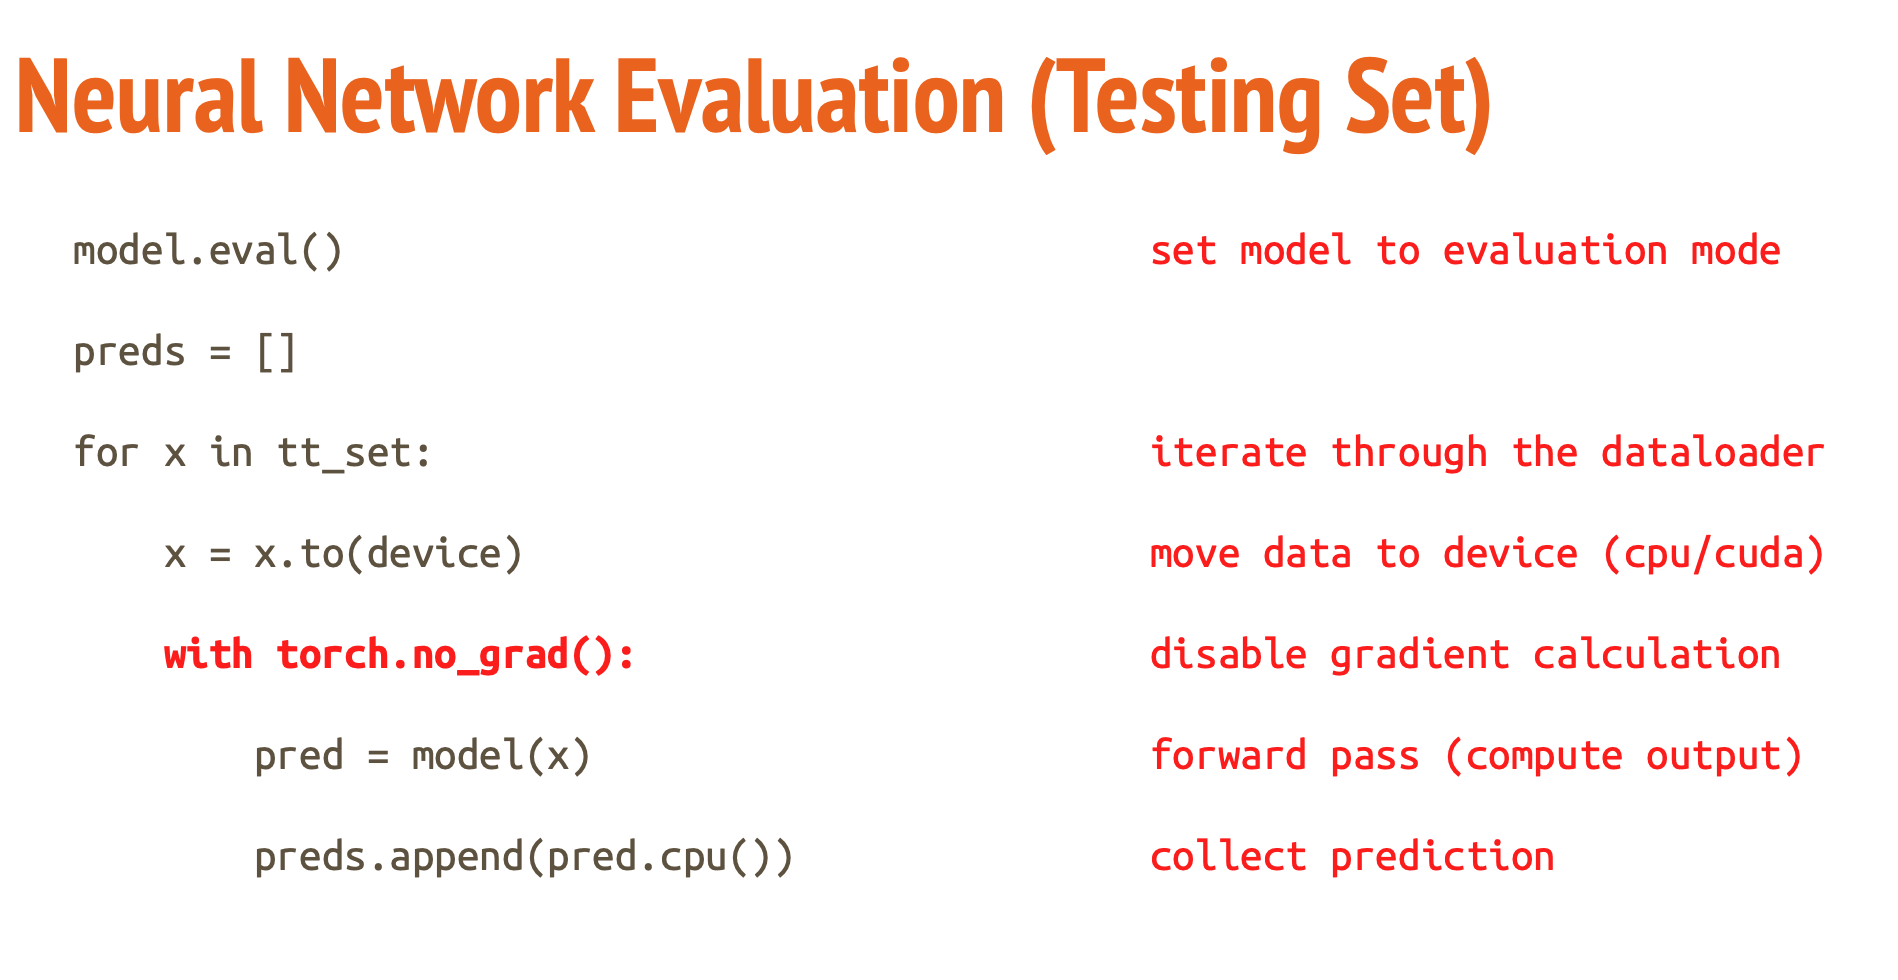 Neural Network Evaluation (Testing Set)
model.eval() set model to evaluation mode
preds = []
for x in tt_set: iterate through the dataloader
x = x.to(device) move data to device (cpu/cuda)
with torch.no_grad(): disable gradient calculation
pred = model(x) forward pass (compute output)
preds.append(pred.cpu()) collect prediction